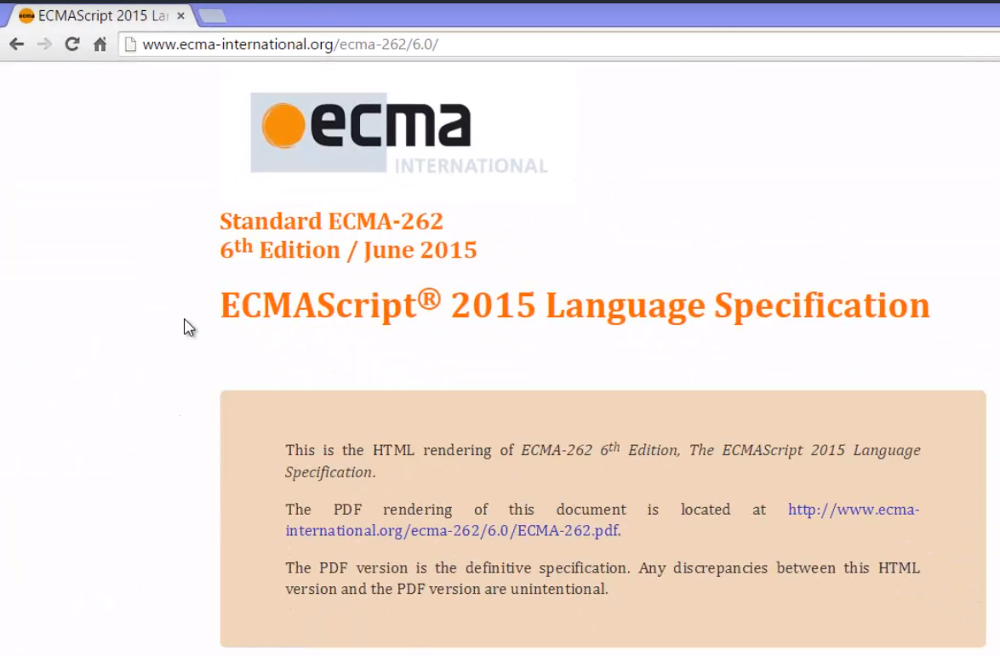 ECMAScript 2015 La
www.ecma-international.org/ecma-262/6.0/
ecma
INTERNATIONAL
Standard ECMA-262
6th Edition / June 2015
ECMAScript® 2015 Language Specification
This is the HTML rendering of ECMA-262 6th Edition, The ECMAScript 2015 Language
Specification.
The PDF rendering of this document is located at http://www.ecma-
international.org/ecma-262/6.0/ECMA-262.pdf.
The PDF version is the definitive specification. Any discrepancies between this HTML
version and the PDF version are unintentional.